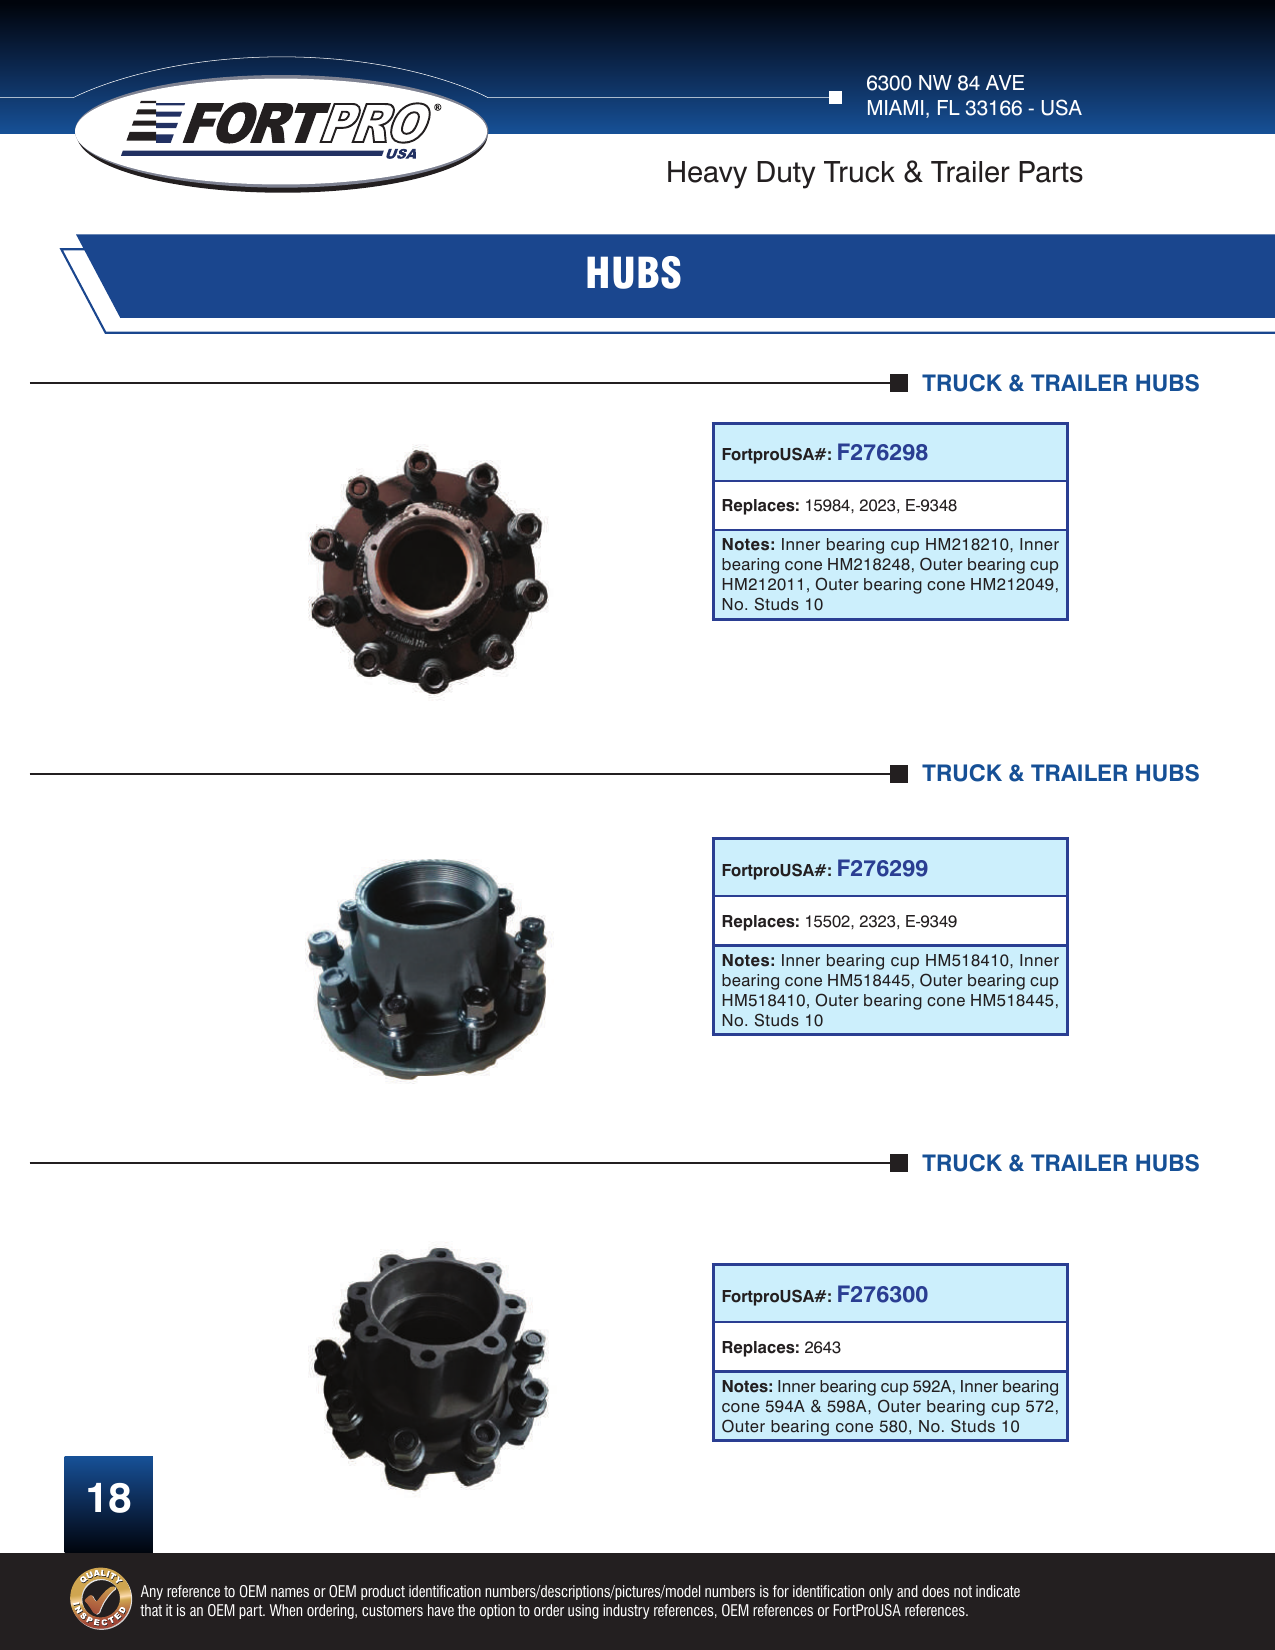 FORTPRO®
USA
6300 NW 84 AVE
MIAMI, FL 33166 - USA
Heavy Duty Truck & Trailer Parts
HUBS
TRUCK & TRAILER HUBS
FortproUSA#: F276298
Replaces: 15984, 2023, E-9348
Notes: Inner bearing cup HM218210, Inner
bearing cone HM218248, Outer bearing cup
HM212011, Outer bearing cone HM212049,
No. Studs 10
TRUCK & TRAILER HUBS
FortproUSA#: F276299
Replaces: 15502, 2323, E-9349
Notes: Inner bearing cup HM518410, Inner
bearing cone HM518445, Outer bearing cup
HM518410, Outer bearing cone HM518445,
No. Studs 10
TRUCK & TRAILER HUBS
FortproUSA#: F276300
Replaces: 2643
Notes: Inner bearing cup 592A, Inner bearing
cone 594A & 598A, Outer bearing cup 572,
Outer bearing cone 580, No. Studs 10
18
QUALITY
INSPECTED
Any reference to OEM names or OEM product identification numbers/descriptions/pictures/model numbers is for identification only and does not indicate
that it is an OEM part. When ordering, customers have the option to order using industry references, OEM references or FortProUSA references.